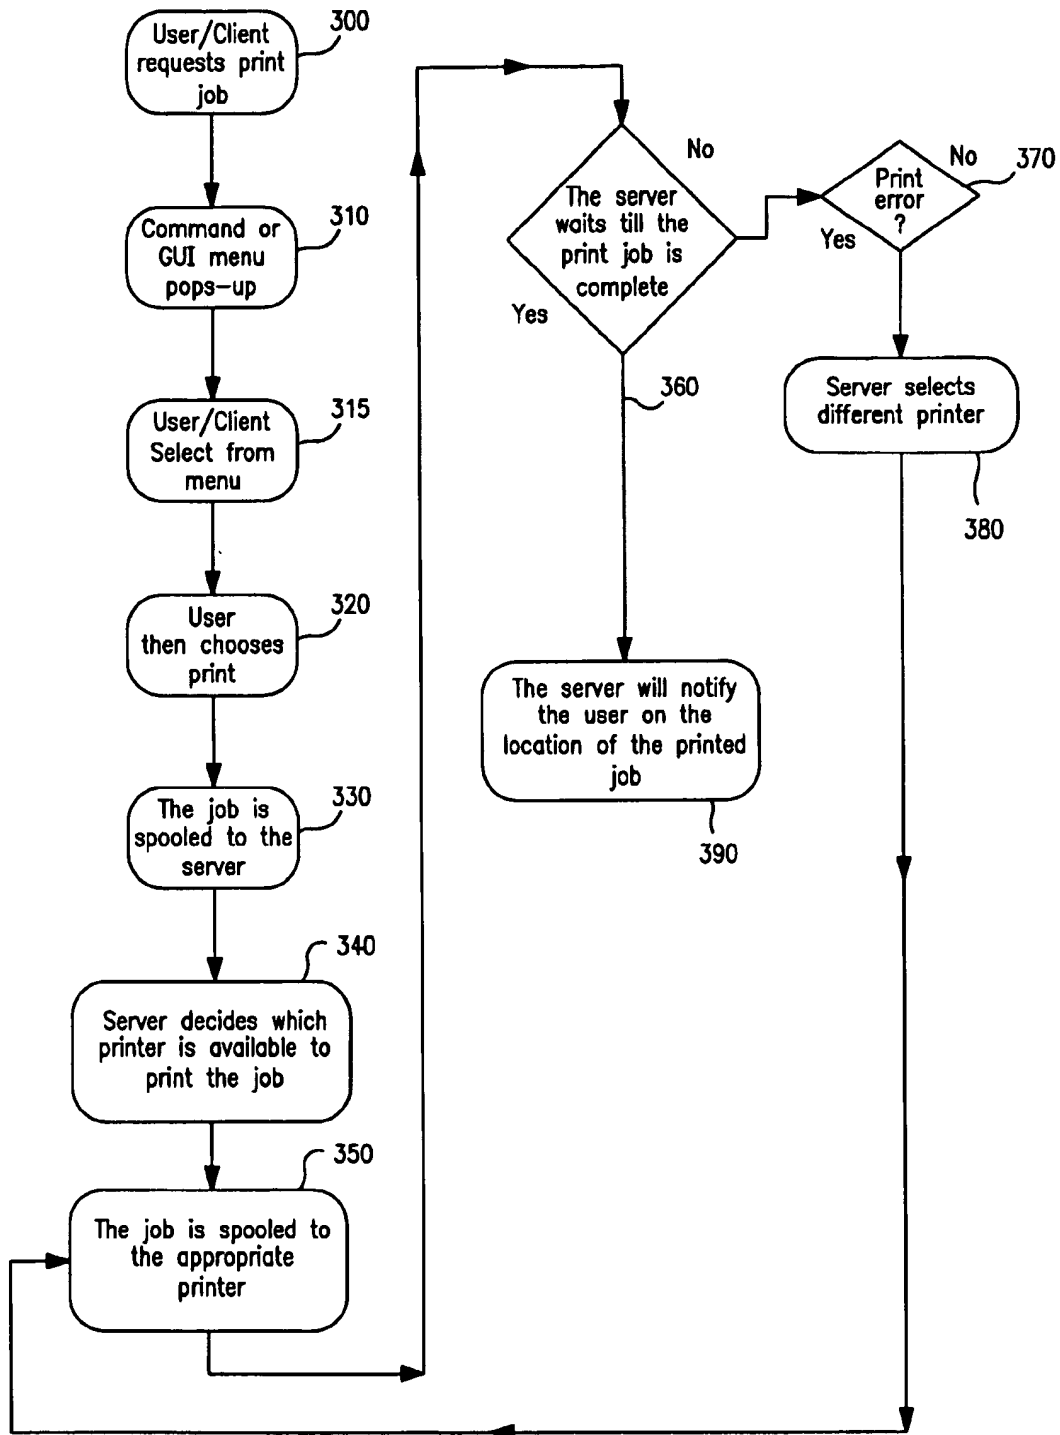 User/Client
requests print
job
300
Command or
GUI menu
pops-up
310
User/Client
Select from
menu
315
User
then chooses
print
320
The job is
spooled to the
server
330
Server decides which
printer is available to
print the job
340
The job is spooled to
the appropriate
printer
350
The server
waits till the
print job is
complete
No
Yes
360
Print
error
?
No
Yes
370
Server selects
different printer
380
The server will notify
the user on the
location of the printed
job
390